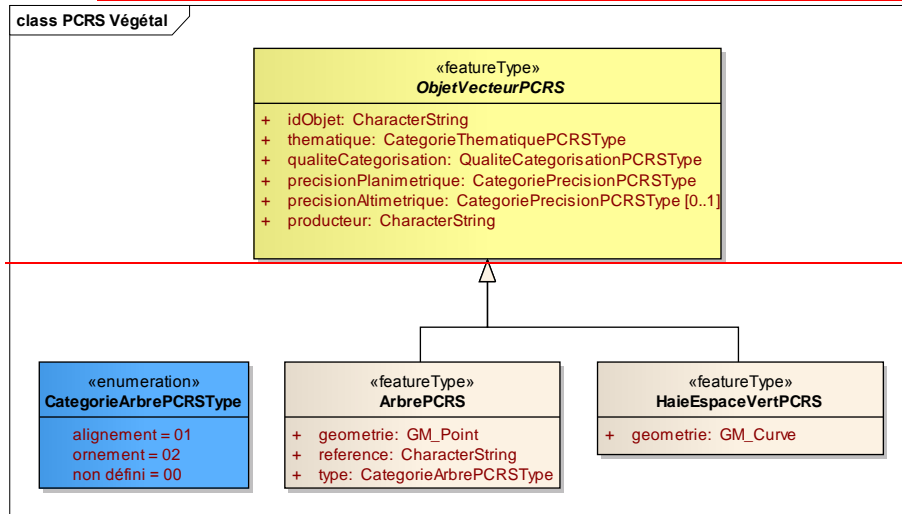 class PCRS Végétal
«featureType»
ObjetVecteurPCRS
+ idObjet: CharacterString
+ thematique: CategorieThematiquePCRSType
+ qualiteCategorisation: QualiteCategorisationPCRSType
+ precisionPlanimetrique: CategoriePrecisionPCRSType
+ precisionAltimetrique: CategoriePrecisionPCRSType [0..1]
+ producteur: CharacterString
«enumeration»
CategorieArbrePCRSType
alignement = 01
ornement = 02
non défini = 00
«featureType»
ArbrePCRS
+ geometrie: GM_Point
+ reference: CharacterString
+ type: CategorieArbrePCRSType
«featureType»
HaieEspaceVertPCRS
+ geometrie: GM_Curve